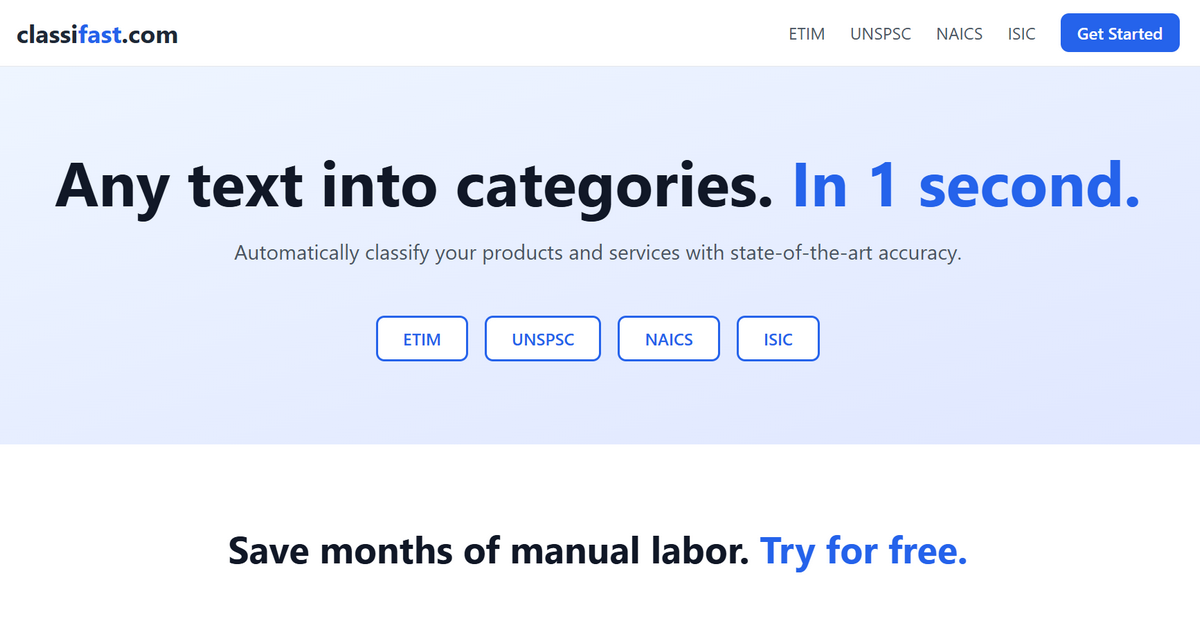 classifast.com
ETIM UNSPSC NAICS ISIC Get Started
Any text into categories. In 1 second.
Automatically classify your products and services with state-of-the-art accuracy.
ETIM UNSPSC NAICS ISIC
Save months of manual labor. Try for free.